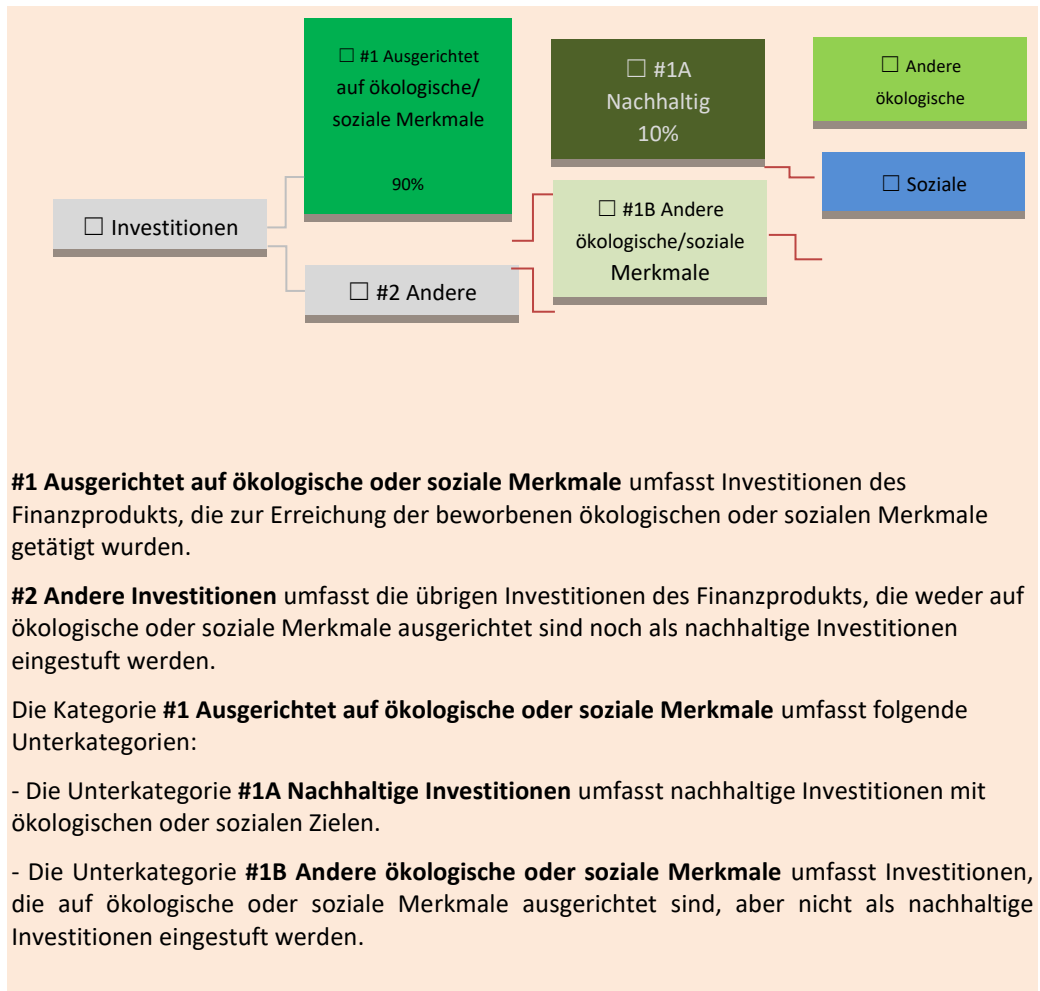 ☐ Investitionen
☐ #1 Ausgerichtet
auf ökologische/
soziale Merkmale
90%
☐ #2 Andere
☐ #1A
Nachhaltig
10%
☐ #1B Andere
ökologische/soziale
Merkmale
☐ Andere
ökologische
☐ Soziale
#1 Ausgerichtet auf ökologische oder soziale Merkmale umfasst Investitionen des
Finanzprodukts, die zur Erreichung der beworbenen ökologischen oder sozialen Merkmale
getätigt wurden.
#2 Andere Investitionen umfasst die übrigen Investitionen des Finanzprodukts, die weder auf
ökologische oder soziale Merkmale ausgerichtet sind noch als nachhaltige Investitionen
eingestuft werden.
Die Kategorie #1 Ausgerichtet auf ökologische oder soziale Merkmale umfasst folgende
Unterkategorien:
- Die Unterkategorie #1A Nachhaltige Investitionen umfasst nachhaltige Investitionen mit
ökologischen oder sozialen Zielen.
- Die Unterkategorie #1B Andere ökologische oder soziale Merkmale umfasst Investitionen,
die auf ökologische oder soziale Merkmale ausgerichtet sind, aber nicht als nachhaltige
Investitionen eingestuft werden.